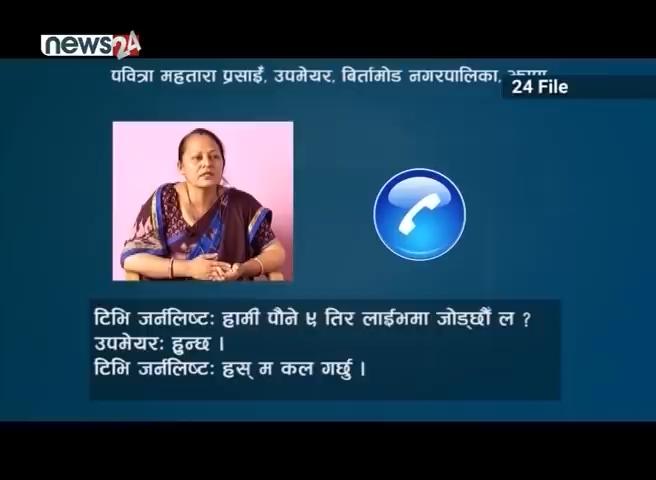 news24
पवित्रा महतारा प्रसाइँ, उपमेयर, बिर्तामोड नगरपालिका,
24 File
टिभि जर्नलिष्टः हामी पौने ५ तिर लाईभमा जोड्छौँ ल ?
उपमेयरः हुन्छ ।
टिभि जर्नलिष्टः हस् म कल गर्छु ।